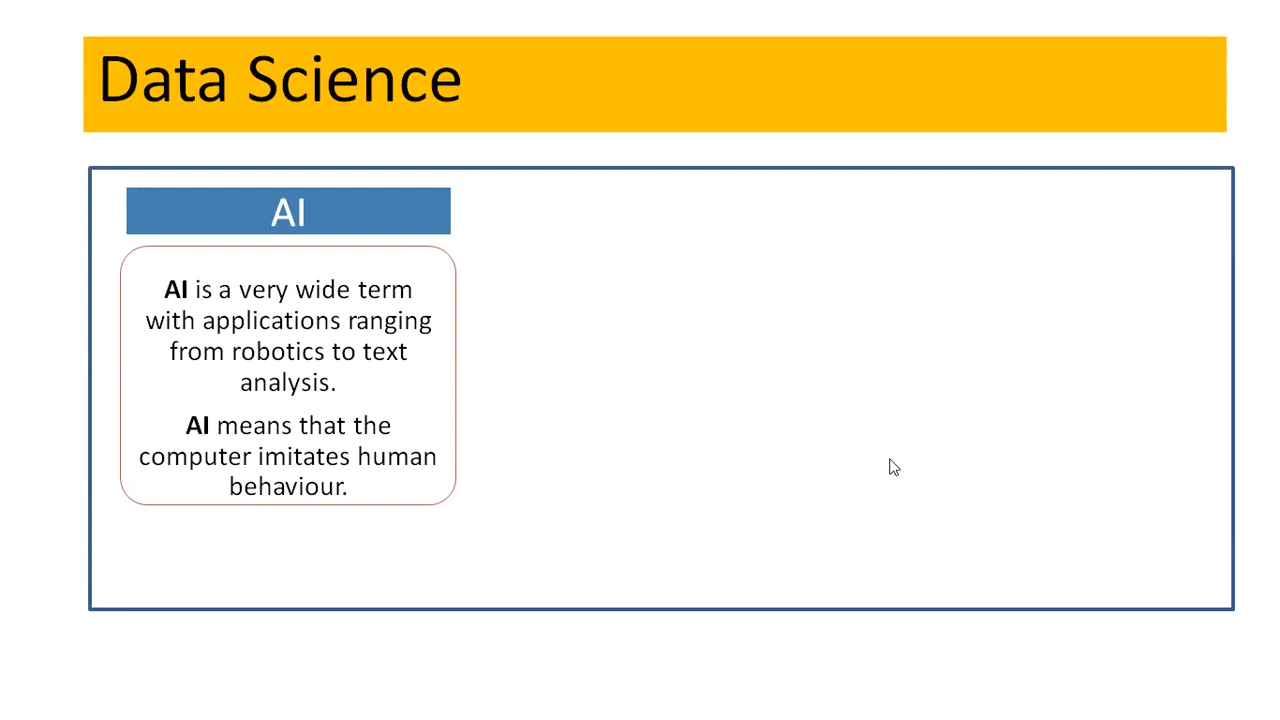 Data Science
AI
AI is a very wide term
with applications ranging
from robotics to text
analysis.
AI means that the
computer imitates human
behaviour.